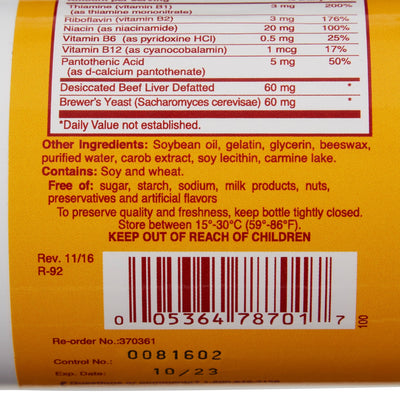 Thiamine (vitamin B1) 3 mg 200%
(as thiamine mononitrate)
Riboflavin (vitamin B2) 3 mg 176%
Niacin (as niacinamide) 20 mg 100%
Vitamin B6 (as pyridoxine HCl) 0.5 mg 25%
Vitamin B12 (as cyanocobalamin) 1 mcg 17%
Pantothenic Acid 5 mg 50%
(as d-calcium pantothenate)
Desiccated Beef Liver Defatted 60 mg *
Brewer's Yeast (Sacharomyces cerevisae) 60 mg *
*Daily Value not established.
Other Ingredients: Soybean oil, gelatin, glycerin, beeswax,
purified water, carob extract, soy lecithin, carmine lake.
Contains: Soy and wheat.
Free of: sugar, starch, sodium, milk products, nuts,
preservatives and artificial flavors
To preserve quality and freshness, keep bottle tightly closed.
Store between 15°-30°C (59°-86°F).
KEEP OUT OF REACH OF CHILDREN
Rev. 11/16
R-92
0 05364 78701 7
100
Re-order No.:370361
Control No.: 0081602
Exp. Date: 10/23